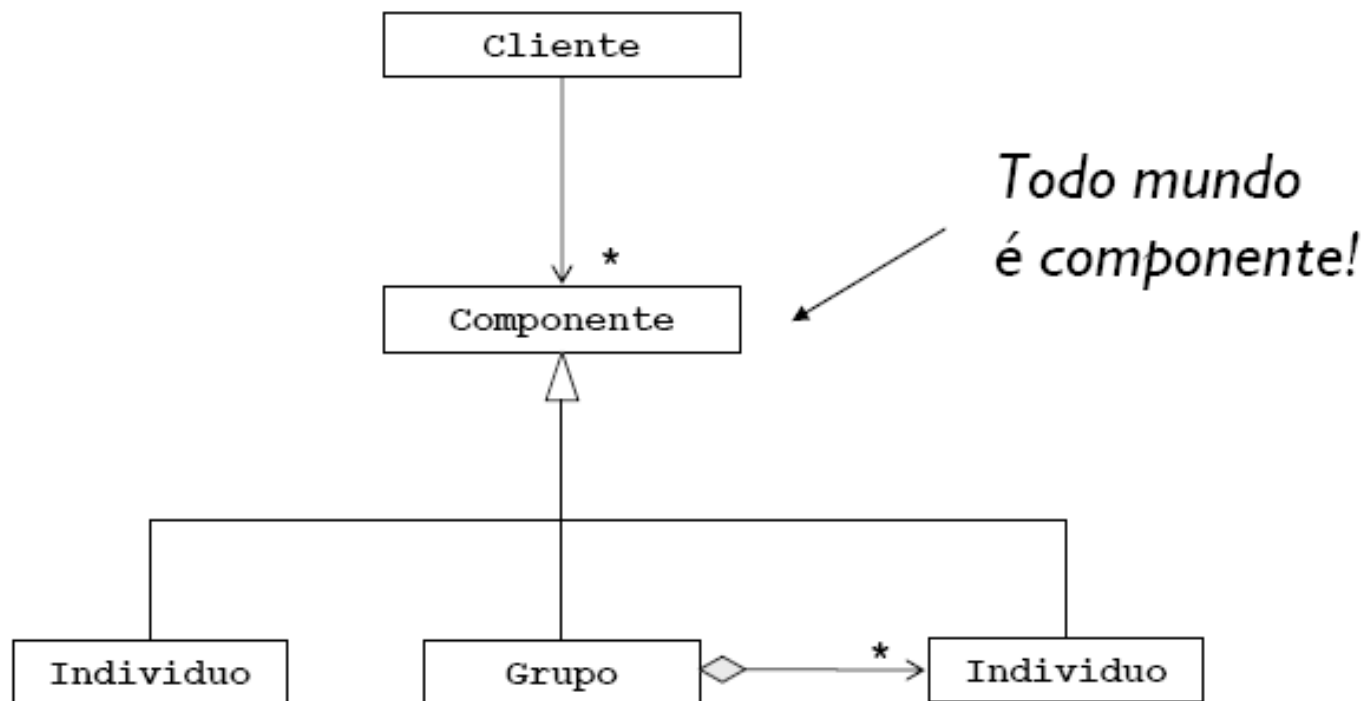 Cliente
Todo mundo
é componente!
*
Componente
Individuo
Grupo
*
Individuo